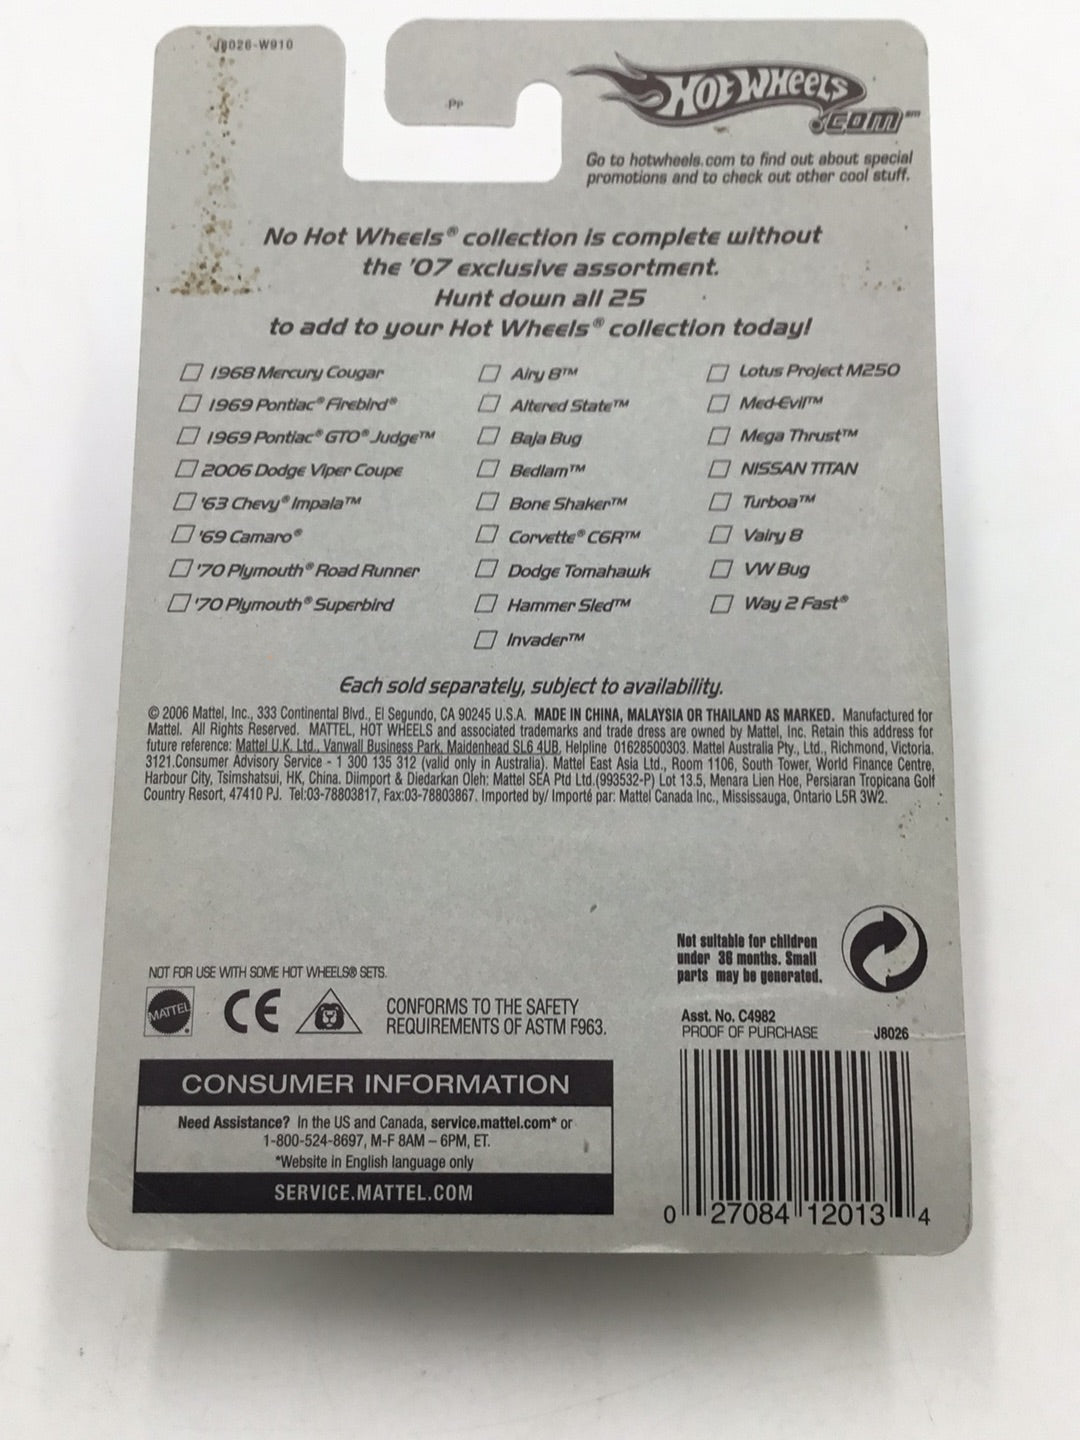 J8026-W910
Pp
HOT WHEELS
.COM℠
Go to hotwheels.com to find out about special
promotions and to check out other cool stuff.
No Hot Wheels® collection is complete without
the '07 exclusive assortment.
Hunt down all 25
to add to your Hot Wheels® collection today!
1968 Mercury Cougar
1969 Pontiac® Firebird®
1969 Pontiac® GTO® Judge™
2006 Dodge Viper Coupe
'63 Chevy® Impala™
'69 Camaro®
'70 Plymouth® Road Runner
'70 Plymouth® Superbird
Airy 8™
Altered State™
Baja Bug
Bedlam™
Bone Shaker™
Corvette® C6R™
Dodge Tomahawk
Hammer Sled™
Invader™
Lotus Project M250
Med-Evil™
Mega Thrust™
NISSAN TITAN
Turboa™
Vairy 8
VW Bug
Way 2 Fast®
Each sold separately, subject to availability.
© 2006 Mattel, Inc., 333 Continental Blvd., El Segundo, CA 90245 U.S.A. MADE IN CHINA, MALAYSIA OR THAILAND AS MARKED. Manufactured for
Mattel. All Rights Reserved. MATTEL, HOT WHEELS and associated trademarks and trade dress are owned by Mattel, Inc. Retain this address for
future reference: Mattel U.K. Ltd., Vanwall Business Park, Maidenhead SL6 4UB, Helpline 01628500303. Mattel Australia Pty., Ltd., Richmond, Victoria.
3121.Consumer Advisory Service - 1 300 135 312 (valid only in Australia). Mattel East Asia Ltd., Room 1106, South Tower, World Finance Centre,
Harbour City, Tsimshatsui, HK, China. Diimport & Diedarkan Oleh: Mattel SEA Ptd Ltd.(993532-P) Lot 13.5, Menara Lien Hoe, Persiaran Tropicana Golf
Country Resort, 47410 PJ. Tel:03-78803817, Fax:03-78803867. Imported by/ Importé par: Mattel Canada Inc., Mississauga, Ontario L5R 3W2.
Not suitable for children
under 36 months. Small
parts may be generated.
NOT FOR USE WITH SOME HOT WHEELS® SETS.
MATTEL
CE
CONFORMS TO THE SAFETY
REQUIREMENTS OF ASTM F963.
Asst. No. C4982
PROOF OF PURCHASE J8026
CONSUMER INFORMATION
Need Assistance? In the US and Canada, service.mattel.com* or
1-800-524-8697, M-F 8AM – 6PM, ET.
*Website in English language only
SERVICE.MATTEL.COM
0 27084 12013 4